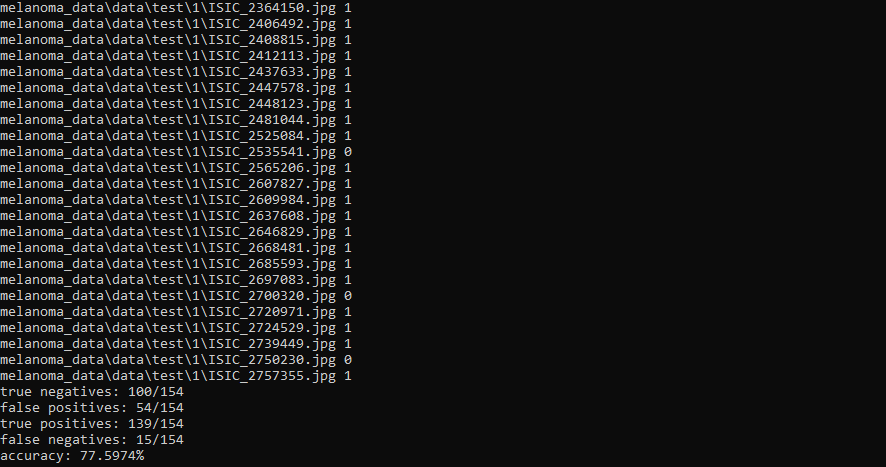 melanoma_data\data\test\1\ISIC_2364150.jpg 1
melanoma_data\data\test\1\ISIC_2406492.jpg 1
melanoma_data\data\test\1\ISIC_2408815.jpg 1
melanoma_data\data\test\1\ISIC_2412113.jpg 1
melanoma_data\data\test\1\ISIC_2437633.jpg 1
melanoma_data\data\test\1\ISIC_2447578.jpg 1
melanoma_data\data\test\1\ISIC_2448123.jpg 1
melanoma_data\data\test\1\ISIC_2481044.jpg 1
melanoma_data\data\test\1\ISIC_2525084.jpg 1
melanoma_data\data\test\1\ISIC_2535541.jpg 0
melanoma_data\data\test\1\ISIC_2565206.jpg 1
melanoma_data\data\test\1\ISIC_2607827.jpg 1
melanoma_data\data\test\1\ISIC_2609984.jpg 1
melanoma_data\data\test\1\ISIC_2637608.jpg 1
melanoma_data\data\test\1\ISIC_2646829.jpg 1
melanoma_data\data\test\1\ISIC_2668481.jpg 1
melanoma_data\data\test\1\ISIC_2685593.jpg 1
melanoma_data\data\test\1\ISIC_2697083.jpg 1
melanoma_data\data\test\1\ISIC_2700320.jpg 0
melanoma_data\data\test\1\ISIC_2720971.jpg 1
melanoma_data\data\test\1\ISIC_2724529.jpg 1
melanoma_data\data\test\1\ISIC_2739449.jpg 1
melanoma_data\data\test\1\ISIC_2750230.jpg 0
melanoma_data\data\test\1\ISIC_2757355.jpg 1
true negatives: 100/154
false positives: 54/154
true positives: 139/154
false negatives: 15/154
accuracy: 77.5974%